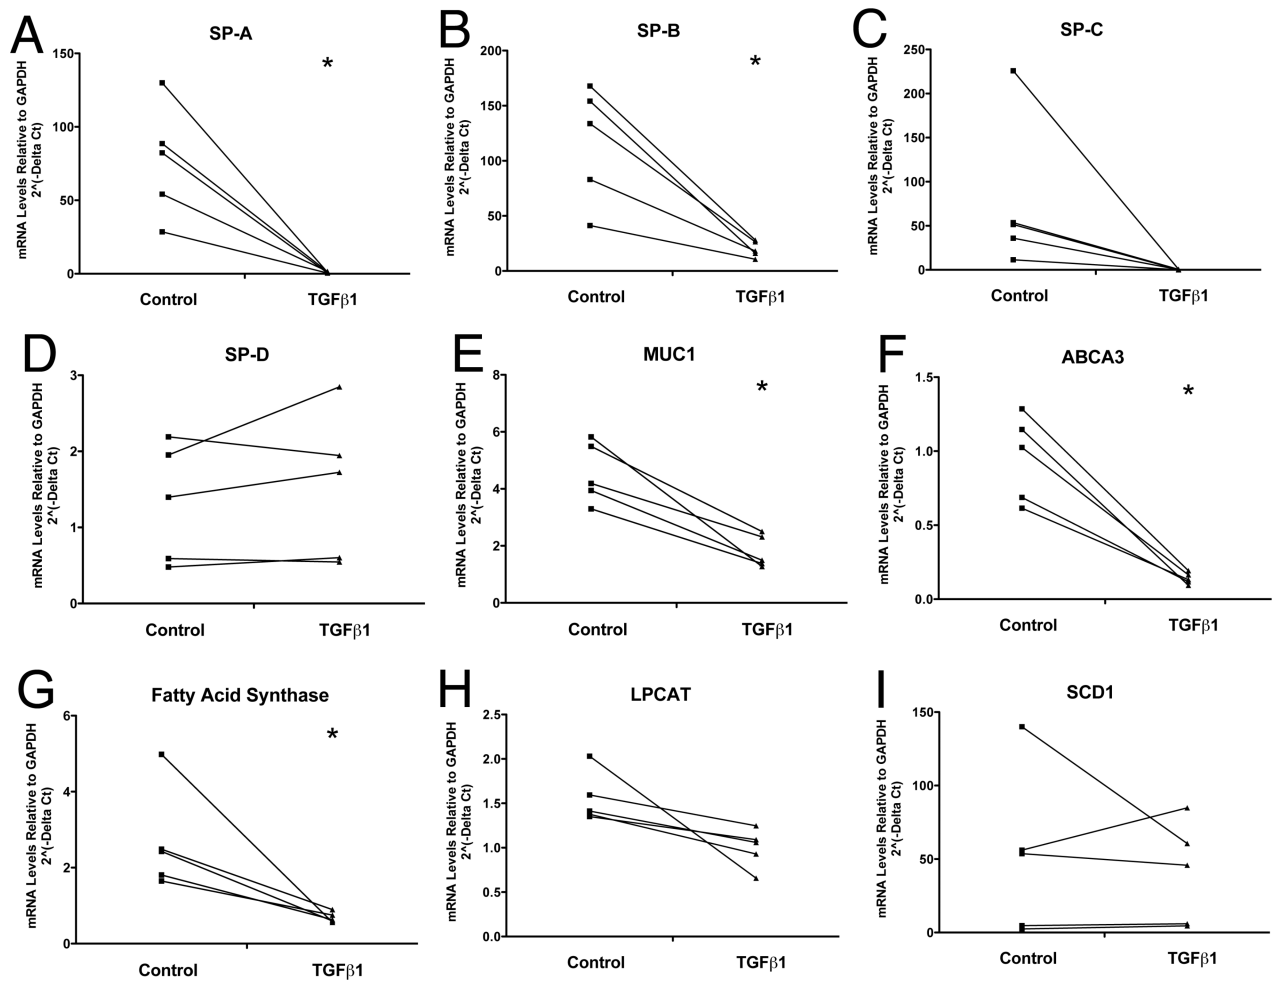 A
SP-A
mRNA Levels Relative to GAPDH
2^(-Delta Ct)
150
100
50
0
*
Control
TGFβ1
B
SP-B
mRNA Levels Relative to GAPDH
2^(-Delta Ct)
200
150
100
50
0
*
Control
TGFβ1
C
SP-C
mRNA Levels Relative to GAPDH
2^(-Delta Ct)
250
200
150
100
50
0
Control
TGFβ1
D
SP-D
mRNA Levels Relative to GAPDH
2^(-Delta Ct)
3
2
1
0
Control
TGFβ1
E
MUC1
mRNA Levels Relative to GAPDH
2^(-Delta Ct)
8
6
4
2
0
*
Control
TGFβ1
F
ABCA3
mRNA Levels Relative to GAPDH
2^(-Delta Ct)
1.5
1.0
0.5
0.0
*
Control
TGFβ1
G
Fatty Acid Synthase
mRNA Levels Relative to GAPDH
2^(-Delta Ct)
6
4
2
0
*
Control
TGFβ1
H
LPCAT
mRNA Levels Relative to GAPDH
2^(-Delta Ct)
2.5
2.0
1.5
1.0
0.5
0.0
Control
TGFβ1
I
SCD1
mRNA Levels Relative to GAPDH
2^(-Delta Ct)
150
100
50
0
Control
TGFβ1